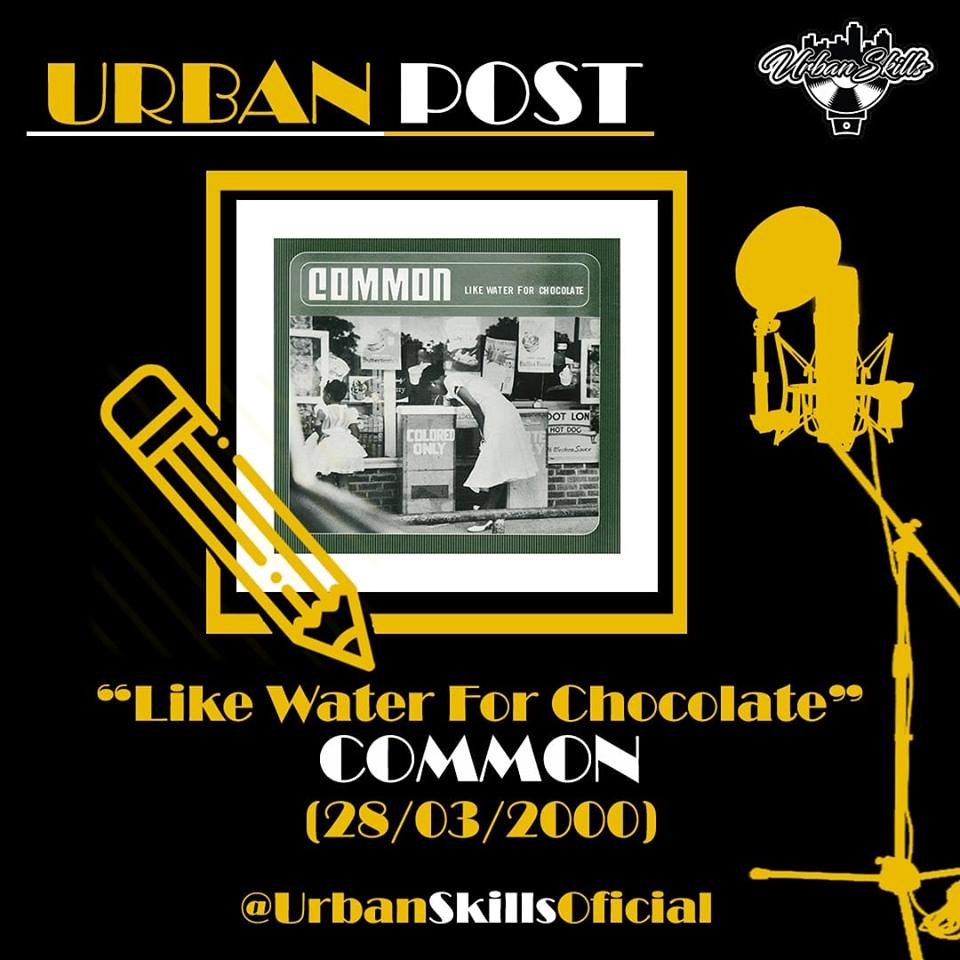 URBAN POST
Urban Skills
COMMON LIKE WATER FOR CHOCOLATE
COLORED
ONLY
HOT DOG
“Like Water For Chocolate”
COMMON
(28/03/2000)
@UrbanSkillsOficial